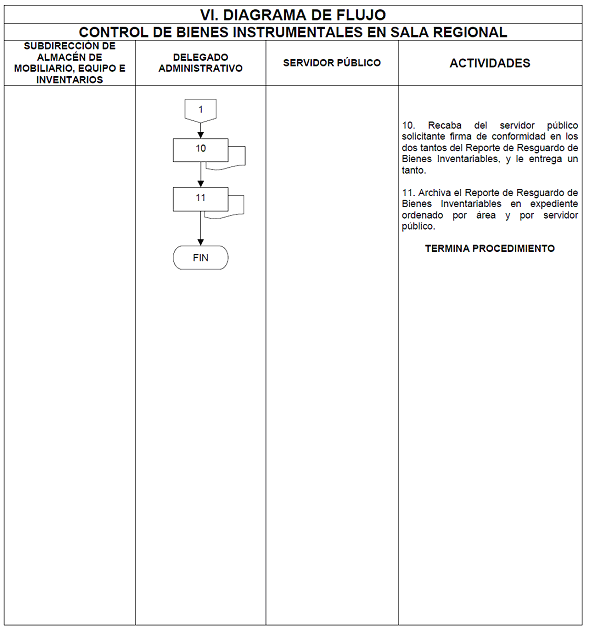 VI. DIAGRAMA DE FLUJO
CONTROL DE BIENES INSTRUMENTALES EN SALA REGIONAL
SUBDIRECCIÓN DE
ALMACÉN DE
MOBILIARIO, EQUIPO E
INVENTARIOS
DELEGADO
ADMINISTRATIVO
SERVIDOR PÚBLICO
ACTIVIDADES
1
10
11
FIN
10. Recaba del servidor público
solicitante firma de conformidad en los
dos tantos del Reporte de Resguardo de
Bienes Inventariables, y le entrega un
tanto.
11. Archiva el Reporte de Resguardo de
Bienes Inventariables en expediente
ordenado por área y por servidor
público.
TERMINA PROCEDIMIENTO